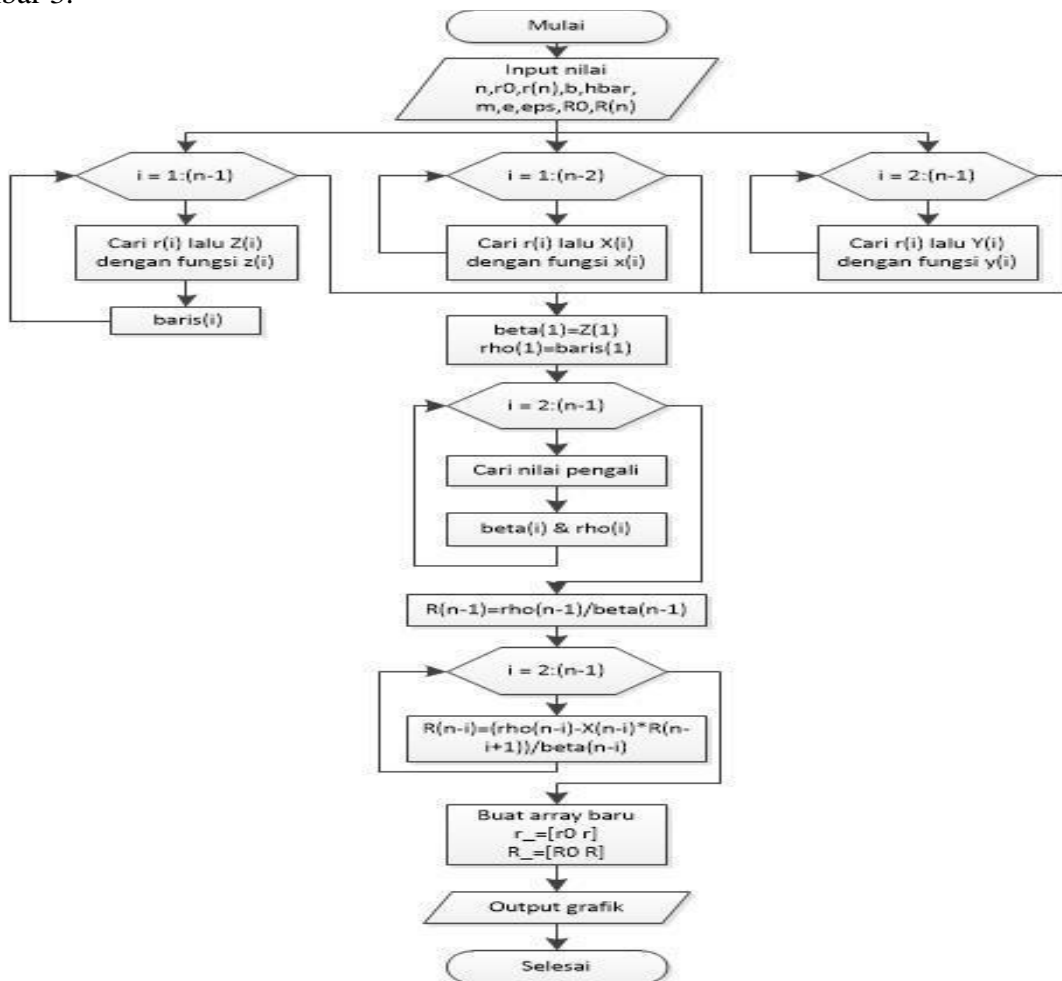 Mulai
Input nilai
n,r0,r(n),b,hbar,
m,e,eps,R0,R(n)
i = 1:(n-1)
i = 1:(n-2)
i = 2:(n-1)
Cari r(i) lalu Z(i)
dengan fungsi z(i)
Cari r(i) lalu X(i)
dengan fungsi x(i)
Cari r(i) lalu Y(i)
dengan fungsi y(i)
baris(i)
beta(1)=Z(1)
rho(1)=baris(1)
i = 2:(n-1)
Cari nilai pengali
beta(i) & rho(i)
R(n-1)=rho(n-1)/beta(n-1)
i = 2:(n-1)
R(n-i)=(rho(n-i)-X(n-i)*R(n-
i+1))/beta(n-i)
Buat array baru
r_=[r0 r]
R_=[R0 R]
Output grafik
Selesai